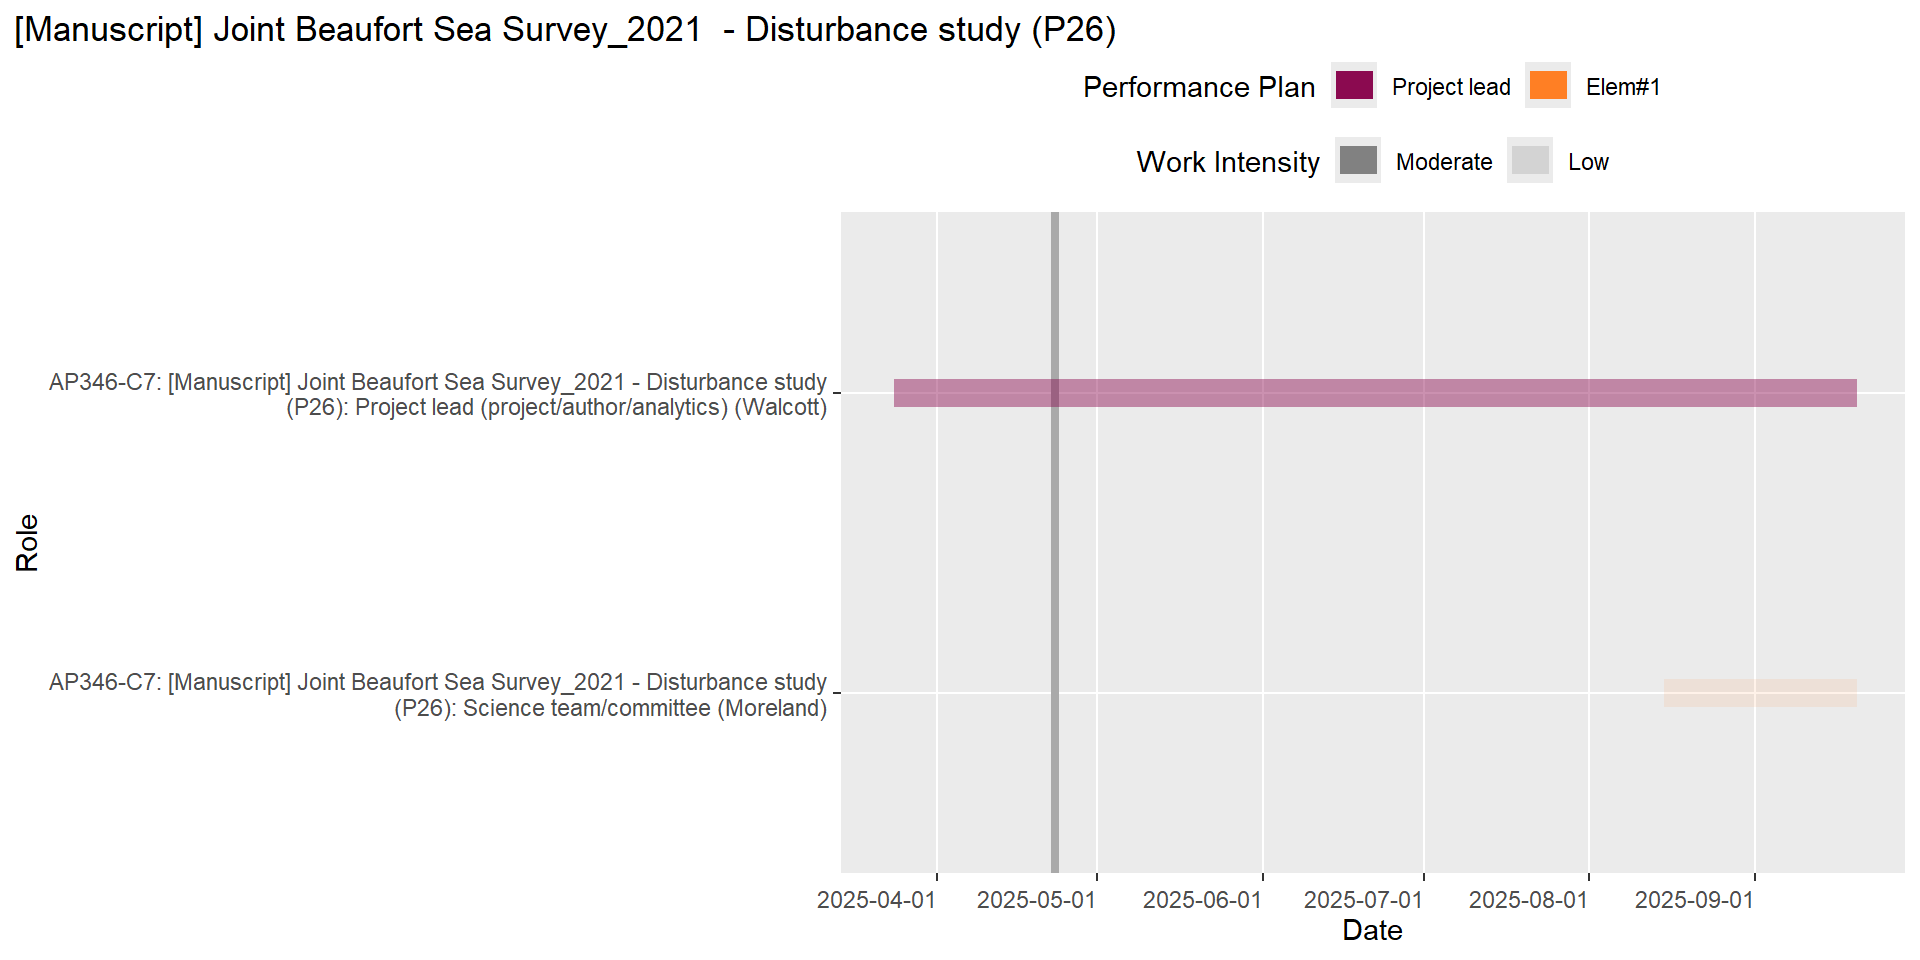 [Manuscript] Joint Beaufort Sea Survey_2021  - Disturbance study (P26)
Performance Plan Project lead Elem#1
Work Intensity Moderate Low
AP346-C7: [Manuscript] Joint Beaufort Sea Survey_2021 - Disturbance study
(P26): Project lead (project/author/analytics) (Walcott)
Role
AP346-C7: [Manuscript] Joint Beaufort Sea Survey_2021 - Disturbance study
(P26): Science team/committee (Moreland)
2025-04-01 2025-05-01 2025-06-01 2025-07-01 2025-08-01 2025-09-01
Date